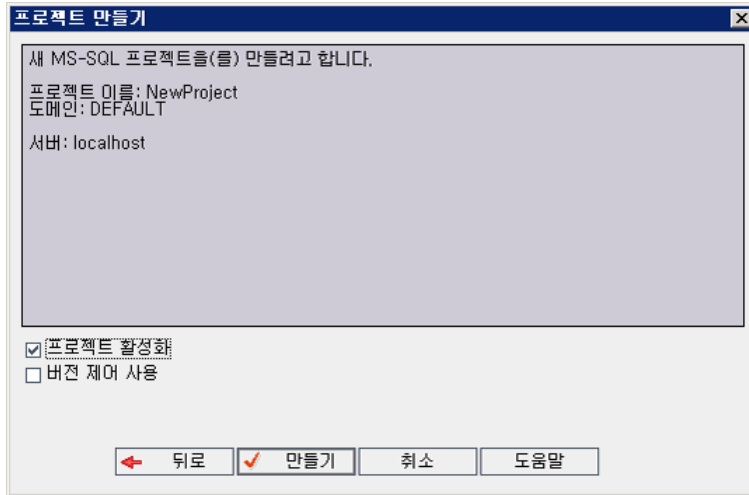 프로젝트 만들기
새 MS-SQL 프로젝트을(를) 만들려고 합니다.
프로젝트 이름: NewProject
도메인: DEFAULT
서버: localhost
프로젝트 활성화
버전 제어 사용
뒤로 만들기 취소 도움말